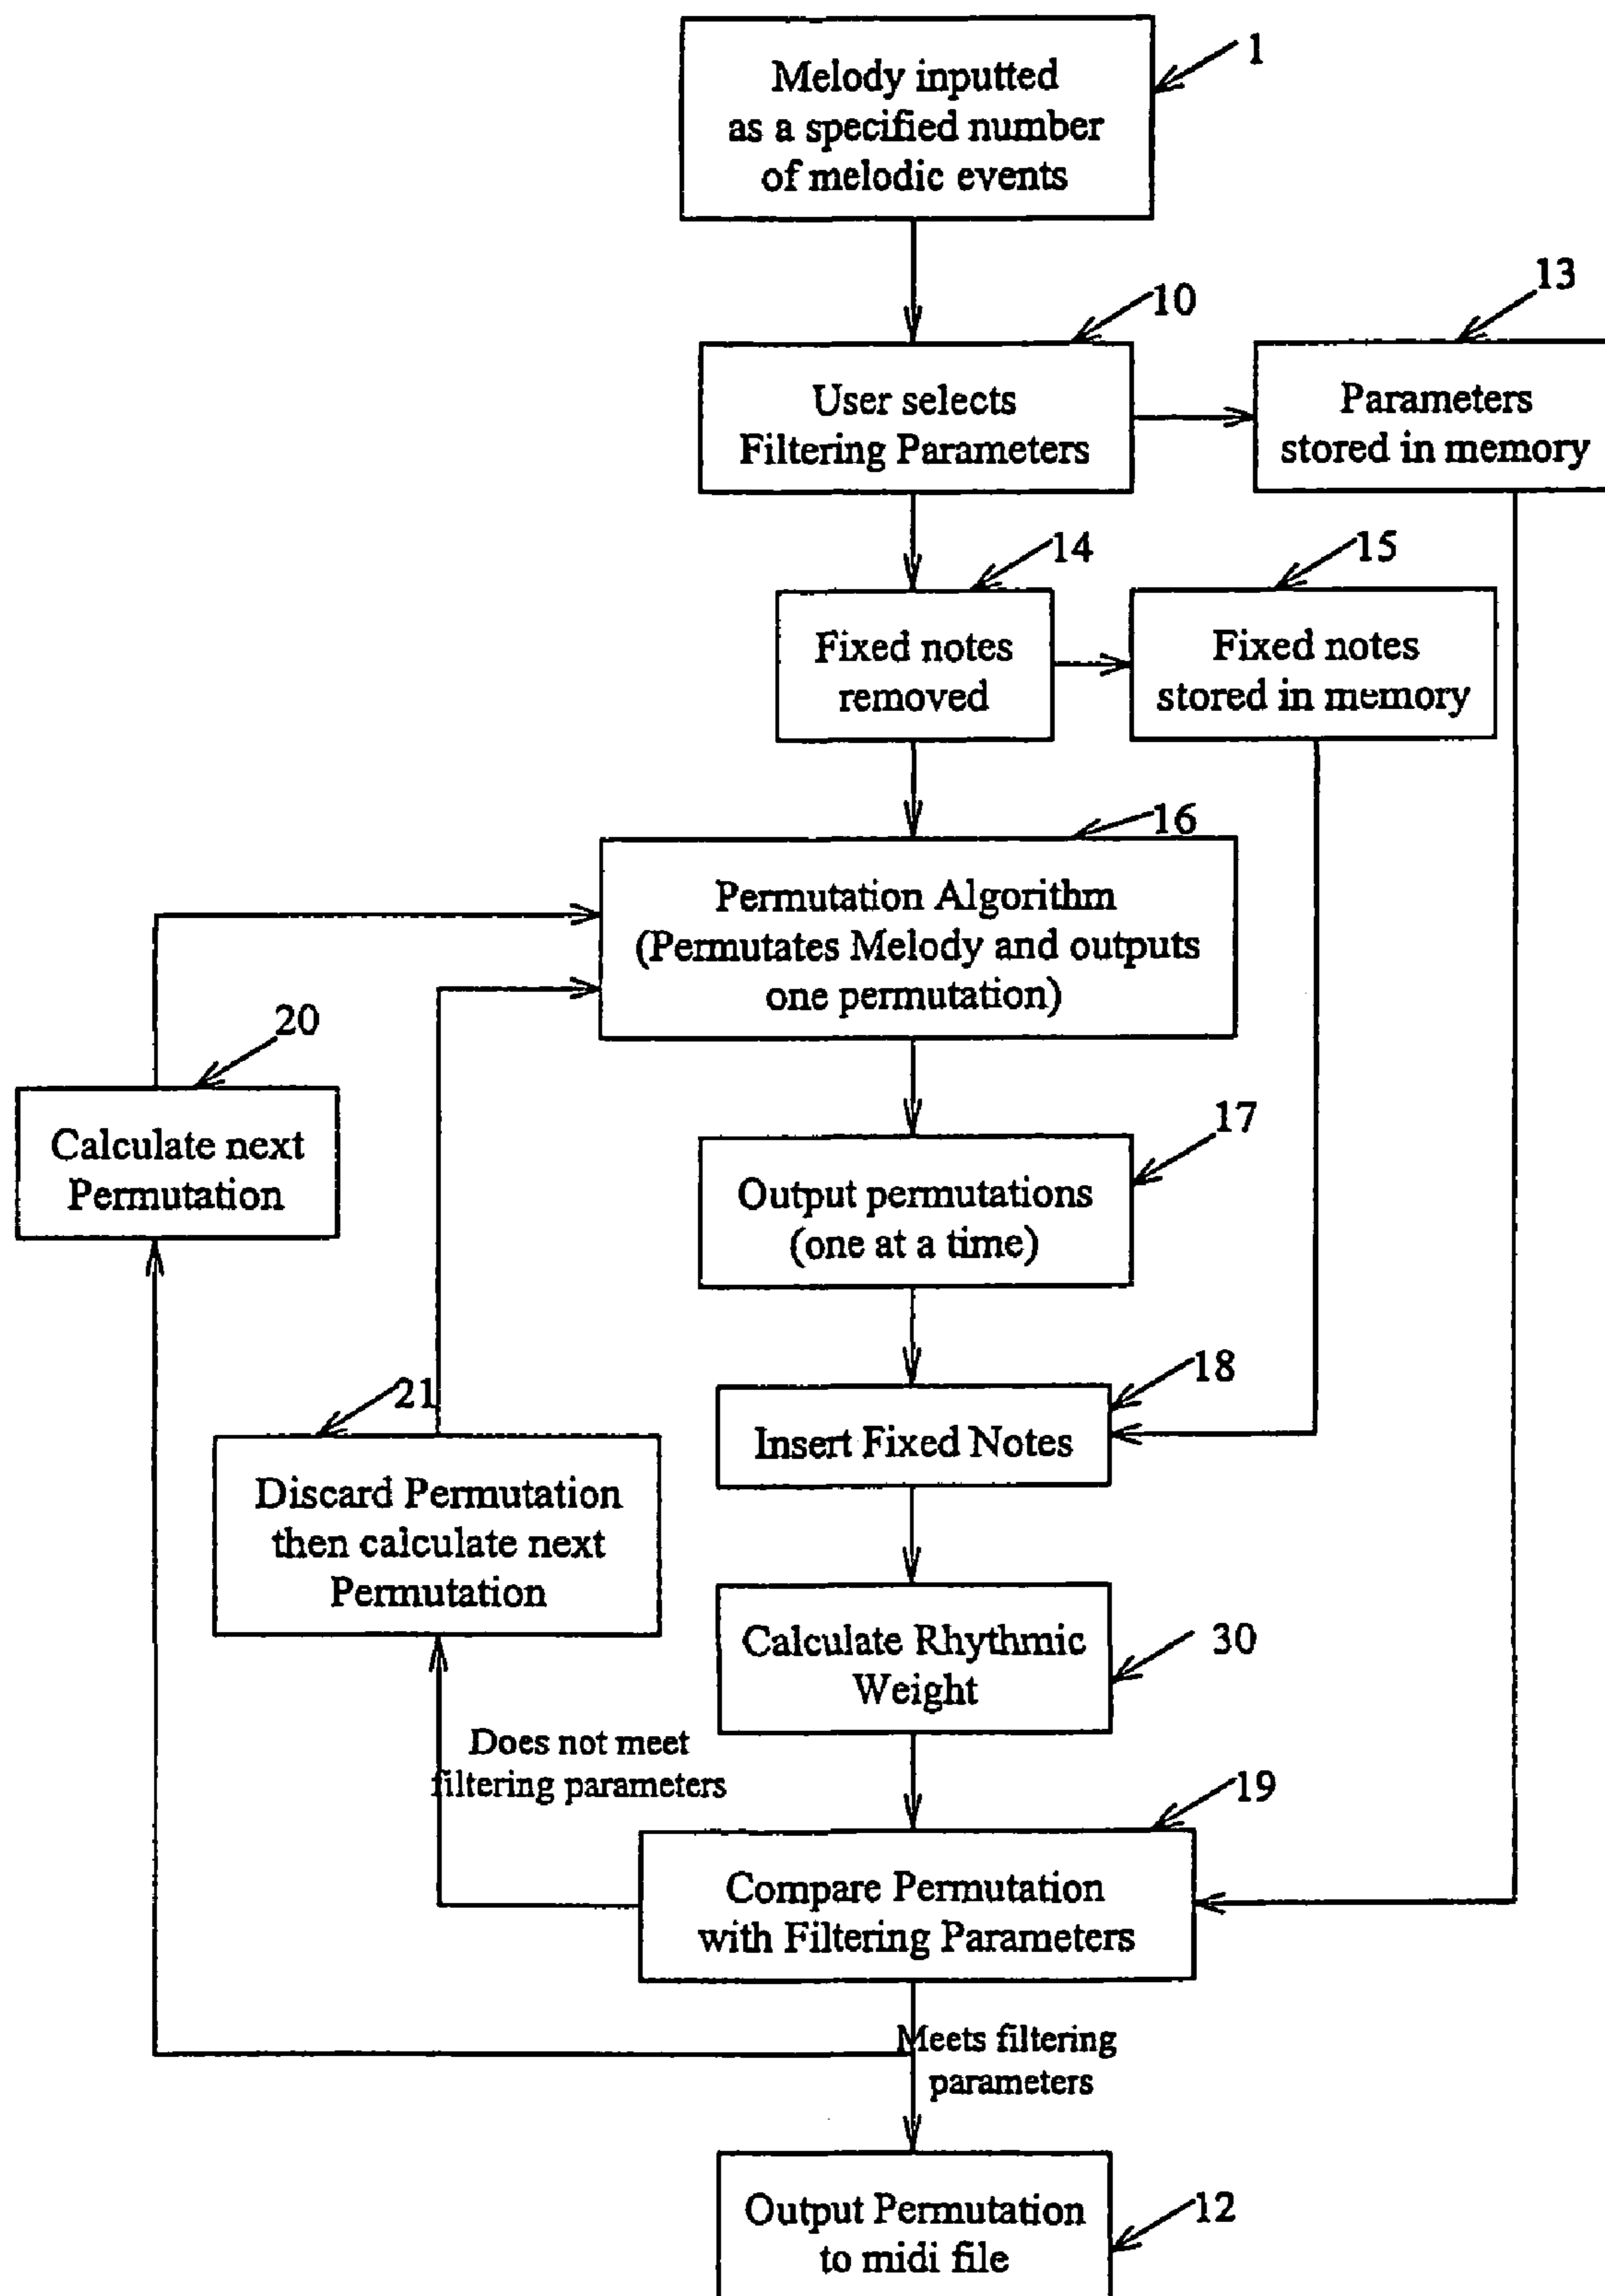 Melody inputted
as a specified number
of melodic events
1
User selects
Filtering Parameters
10
Parameters
stored in memory
13
Fixed notes
removed
14
Fixed notes
stored in memory
15
Permutation Algorithm
(Permutates Melody and outputs
one permutation)
16
20
Calculate next
Permutation
Output permutations
(one at a time)
17
Insert Fixed Notes
18
21
Discard Permutation
then calculate next
Permutation
Calculate Rhythmic
Weight
30
Does not meet
filtering parameters
Compare Permutation
with Filtering Parameters
19
Meets filtering
parameters
Output Permutation
to midi file
12